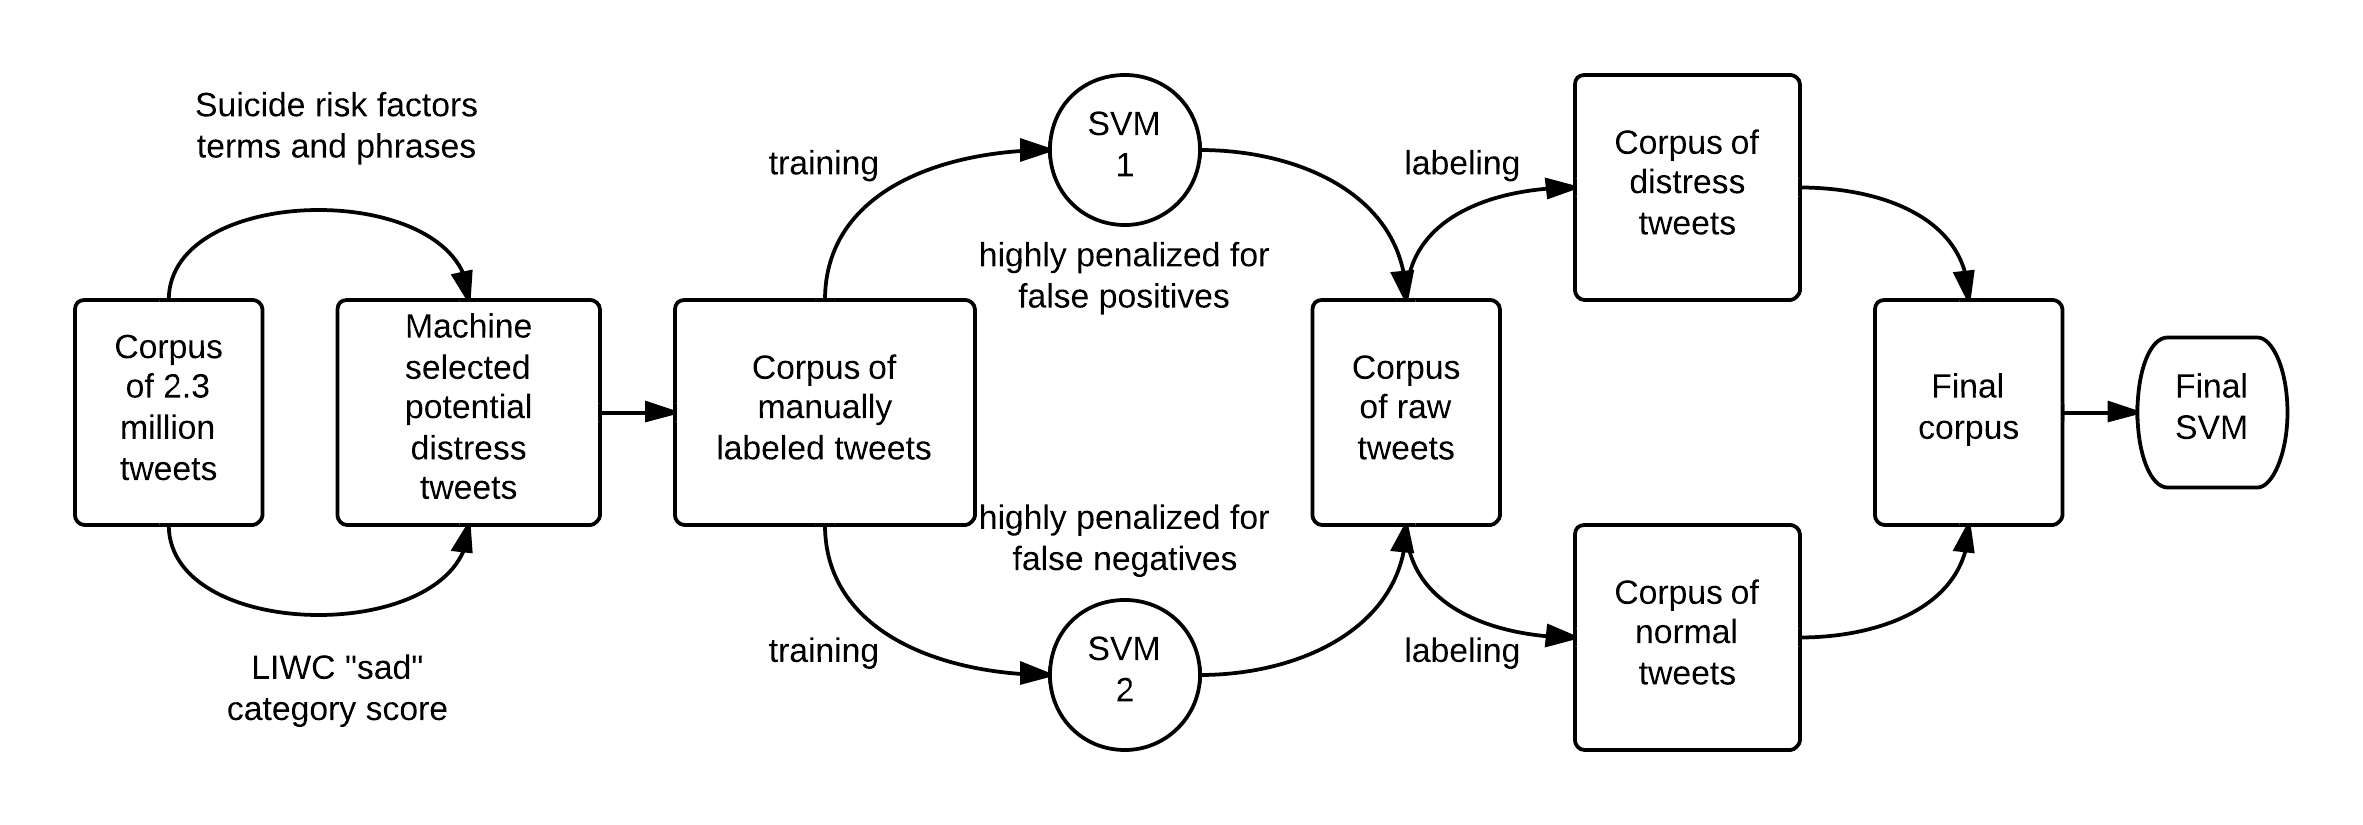 Suicide risk factors
terms and phrases
Corpus
of 2.3
million
tweets
LIWC "sad"
category score
Machine
selected
potential
distress
tweets
Corpus of
manually
labeled tweets
training
SVM
1
highly penalized for
false positives
highly penalized for
false negatives
training
SVM
2
Corpus
of raw
tweets
labeling
Corpus of
distress
tweets
labeling
Corpus of
normal
tweets
Final
corpus
Final
SVM